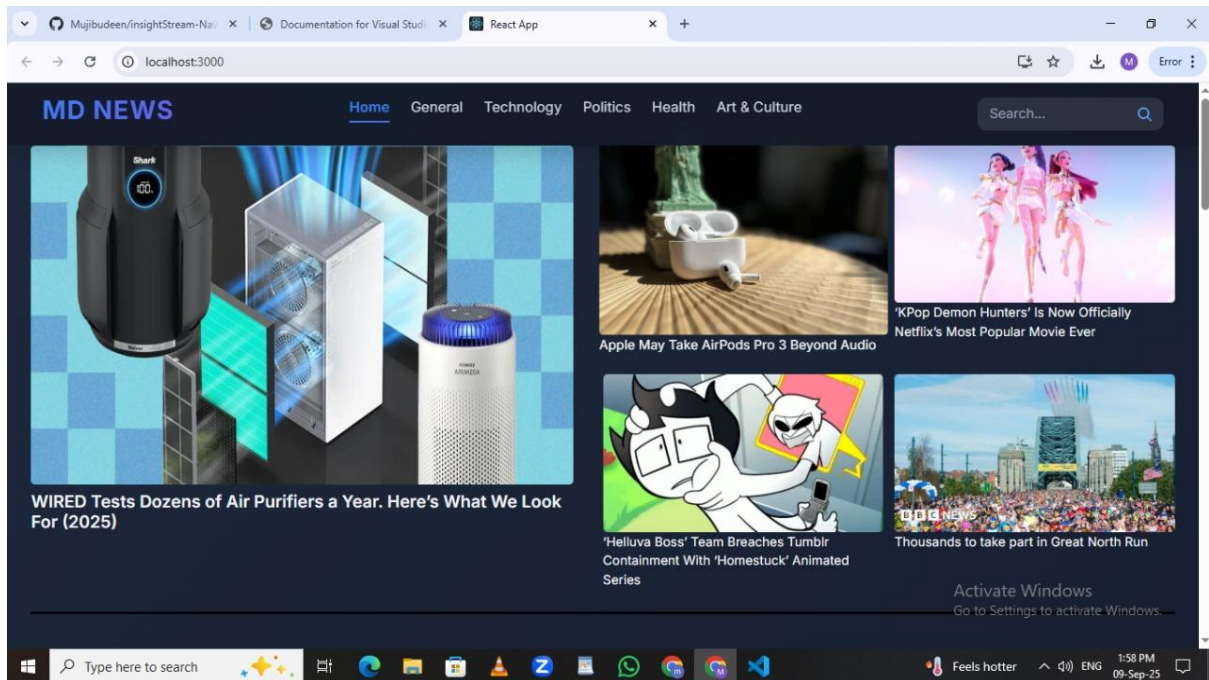 Mujibudeen/insightStream-Nav
Documentation for Visual Studi
React App
localhost:3000
M
Error
MD NEWS
Home
General
Technology
Politics
Health
Art & Culture
Search...
Shark
100.
coway
AIRMEGA
WIRED Tests Dozens of Air Purifiers a Year. Here's What We Look
For (2025)
Apple May Take AirPods Pro 3 Beyond Audio
'KPop Demon Hunters' Is Now Officially
Netflix's Most Popular Movie Ever
'Helluva Boss' Team Breaches Tumblr
Containment With 'Homestuck' Animated
Series
BBC NEWS
Thousands to take part in Great North Run
Activate Windows
Go to Settings to activate Windows.
Type here to search
Feels hotter
ENG
1:58 PM
09-Sep-25